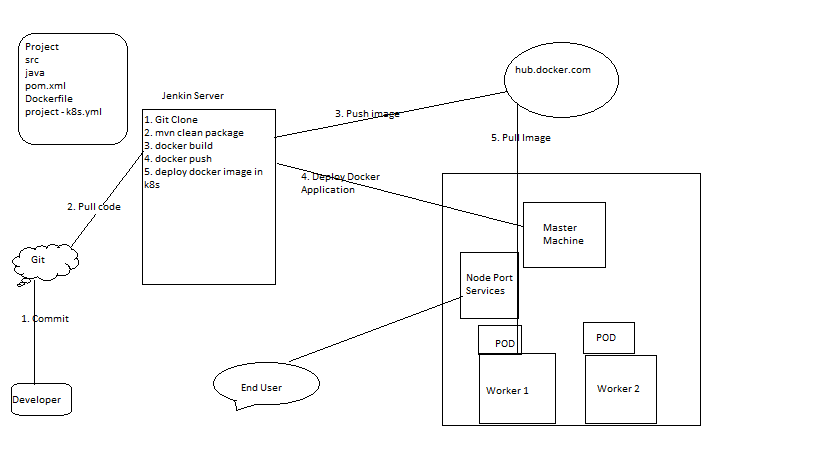 Project
src
java
pom.xml
Dockerfile
project - k8s.yml
Jenkin Server
1. Git Clone
2. mvn clean package
3. docker build
4. docker push
5. deploy docker image in
k8s
hub.docker.com
3. Push image
5. Pull Image
4. Deploy Docker
Application
2. Pull code
Git
1. Commit
Developer
Master
Machine
Node Port
Services
POD
POD
Worker 1
Worker 2
End User